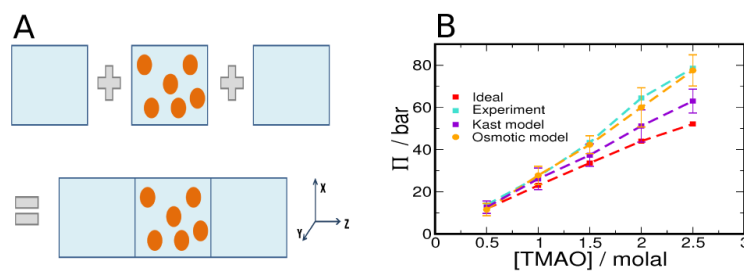 A
X
Y
Z
B
Π / bar
80
60
40
20
0
Ideal
Experiment
Kast model
Osmotic model
0 0.5 1 1.5 2 2.5 3
[TMAO] / molal